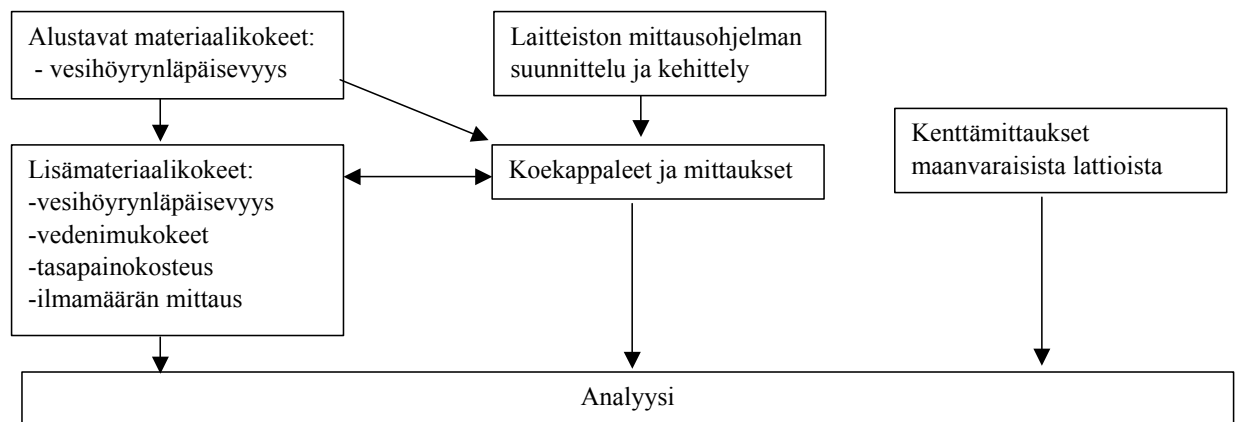 Alustavat materiaalikokeet:
- vesihöyrynläpäisevyys
Laitteiston mittausohjelman
suunnittelu ja kehittely
Kenttämittaukset
maanvaraisista lattioista
Lisämateriaalikokeet:
-vesihöyrynläpäisevyys
-vedenimukokeet
-tasapainokosteus
-ilmamäärän mittaus
Koekappaleet ja mittaukset
Analyysi